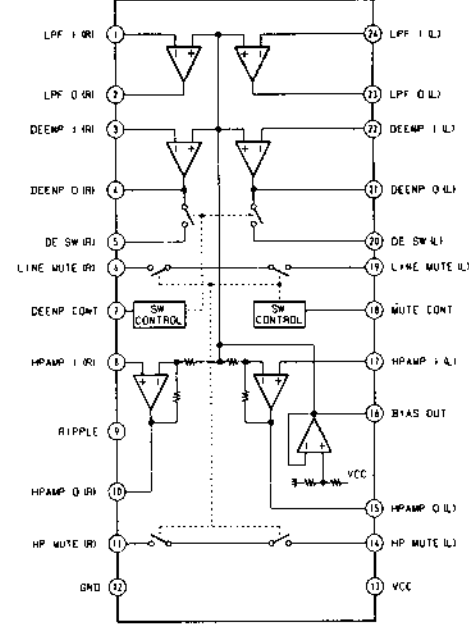 LPF I (R) 1
24 LPF I (L)
LPF O (R) 2
23 LPF O (L)
DEEMP I (R) 3
22 DEEMP I (L)
DEEMP O (R) 4
21 DEEMP O (L)
DE SW (R) 5
20 DE SW (L)
LINE MUTE (R) 6
19 LINE MUTE (L)
DEEMP CONT 7
SW CONTROL
SW CONTROL
18 MUTE CONT
HPAMP I (R) 8
17 HPAMP I (L)
RIPPLE 9
16 BIAS OUT
VCC
HPAMP O (R) 10
15 HPAMP O (L)
HP MUTE (R) 11
14 HP MUTE (L)
GND 12
13 VCC